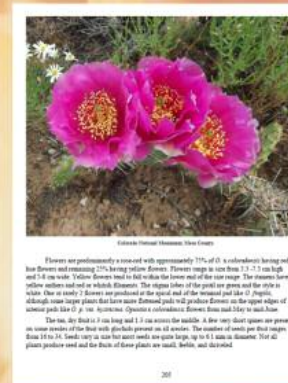 Colorado National Monument, Mesa County
Flowers are predominantly a rose-red with approximately 75% of O. x coloradensis having red
hue flowers and remaining 25% having yellow flowers. Flowers range in size from 5.5 -7.5 cm high
and 5-8 cm wide. Yellow flowers tend to fall within the lower end of the size range. The stamens have
yellow anthers and red or whitish filaments. The stigma lobes of the pistil are green and the style is
white. One or rarely 2 flowers are produced at the apical end of the terminal pad like O. fragilis,
although some larger plants that have more flattened pads will produce flowers on the upper edges of
interior pads like O. p. var. hystricina. Opuntia x coloradensis flowers from mid-May to mid-June.
The tan, dry fruit is 3 cm long and 1.5 cm across the middle. A few very short spines are present
on some areoles of the fruit with glochids present on all areoles. The number of seeds per fruit ranges
from 16 to 34. Seeds vary in size but most seeds are quite large, up to 6.1 mm in diameter. Not all
plants produce seed and the fruits of these plants are small, feeble, and distorted.